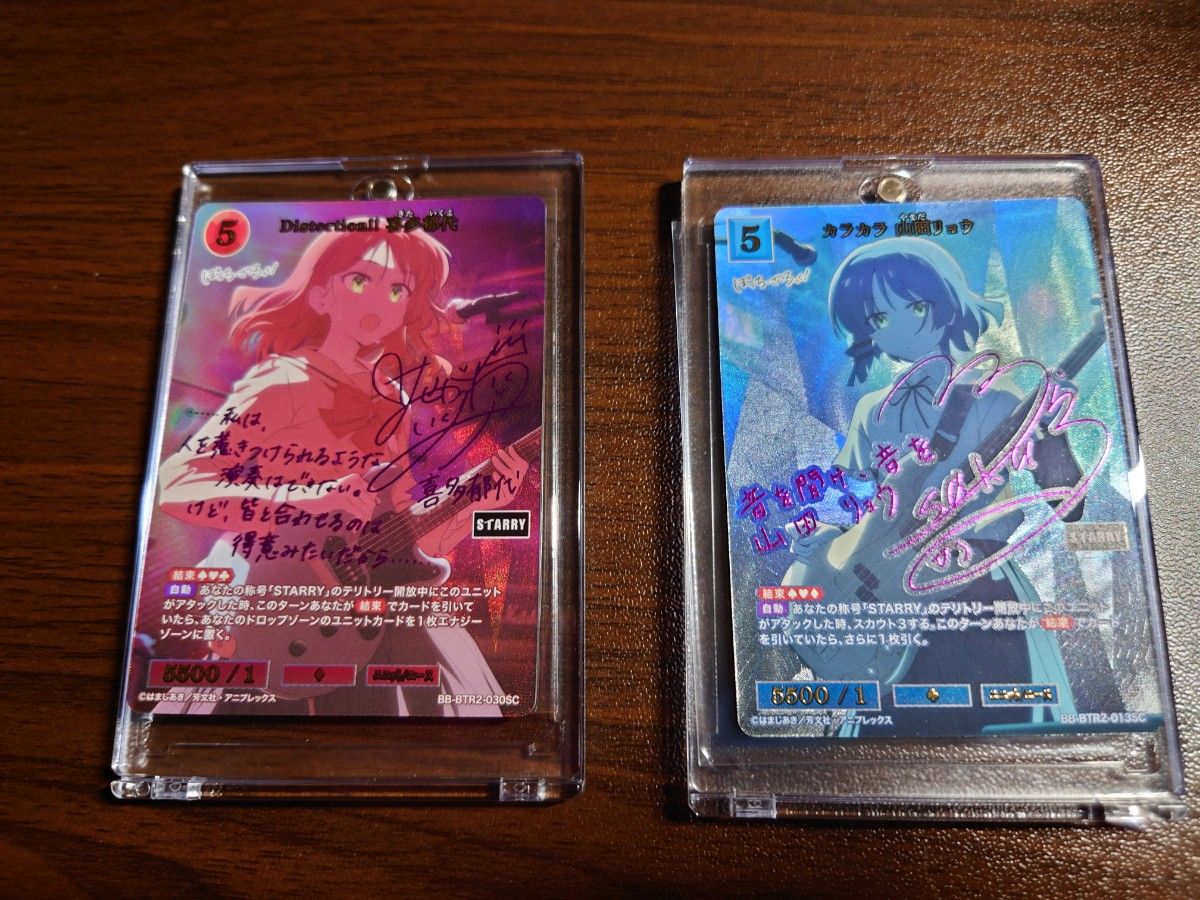 5
Distortion!! 喜多郁代
きた いくよ
ぼっち・ざ・ろっく!
……私は、
人を惹きつけられるような
演奏はできない。
けど、皆と合わせるのは
得意みたいだから……
喜多郁代
STARRY
結束♠♥♣
自動 あなたの称号「STARRY」のテリトリー開放中にこのユニット
がアタックした時、このターンあなたが 結束 でカードを引いて
いたら、あなたのドロップゾーンのユニットカードを1枚エナジー
ゾーンに置く。
5500 / 1
♦
©はまじあき/芳文社・アニプレックス
BB-BTR2-030SC
5
カラカラ 山田リョウ
やまだ
ぼっち・ざ・ろっく!
音を聞け、音を
山田リョウ
STARRY
結束♠♥♦
自動 あなたの称号「STARRY」のテリトリー開放中にこのユニット
がアタックした時、スカウト3する。このターンあなたが 結束 でカード
を引いていたら、さらに1枚引く。
5500 / 1
♣
©はまじあき/芳文社・アニプレックス
BB-BTR2-013SC